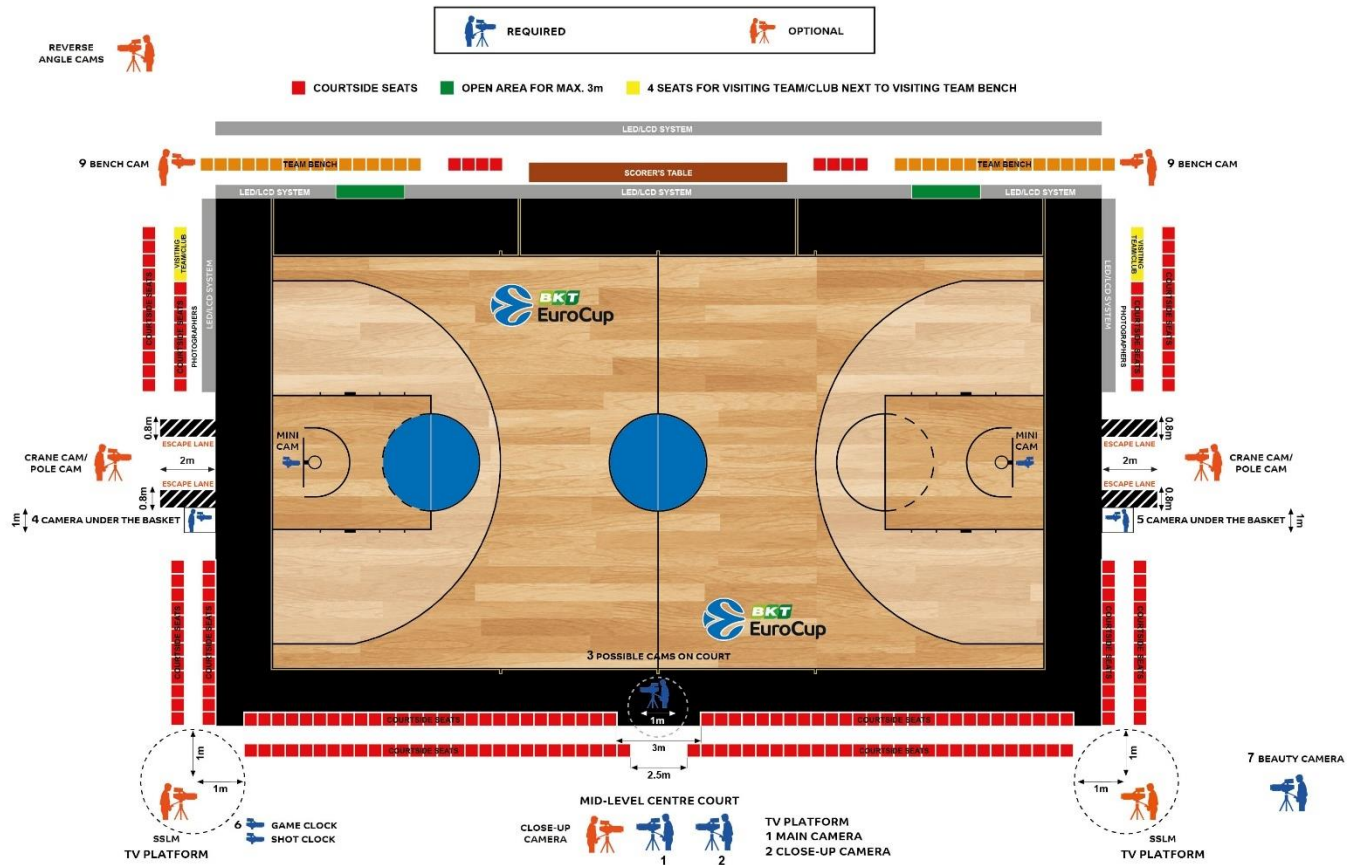 REQUIRED
OPTIONAL
REVERSE
ANGLE CAMS
COURTSIDE SEATS
OPEN AREA FOR MAX. 3m
4 SEATS FOR VISITING TEAM/CLUB NEXT TO VISITING TEAM BENCH
LED/LCD SYSTEM
9 BENCH CAM
TEAM BENCH
SCORER'S TABLE
TEAM BENCH
9 BENCH CAM
LED/LCD SYSTEM
LED/LCD SYSTEM
LED/LCD SYSTEM
COURTSIDE SEATS
VISITING
TEAM/CLUB
COURTSIDE SEATS
PHOTOGRAPHERS
LED/LCD SYSTEM
BKT
EuroCup
LED/LCD SYSTEM
PHOTOGRAPHERS
VISITING
TEAM/CLUB
COURTSIDE SEATS
COURTSIDE SEATS
0.8m
ESCAPE LANE
CRANE CAM/
POLE CAM
2m
ESCAPE LANE
0.8m
1m
4 CAMERA UNDER THE BASKET
MINI
CAM
MINI
CAM
0.8m
ESCAPE LANE
2m
CRANE CAM/
POLE CAM
ESCAPE LANE
0.8m
5 CAMERA UNDER THE BASKET
1m
COURTSIDE SEATS
COURTSIDE SEATS
BKT
EuroCup
3 POSSIBLE CAMS ON COURT
1m
COURTSIDE SEATS
COURTSIDE SEATS
COURTSIDE SEATS
COURTSIDE SEATS
3m
COURTSIDE SEATS
COURTSIDE SEATS
2.5m
1m
1m
SSLM
TV PLATFORM
6
GAME CLOCK
SHOT CLOCK
MID-LEVEL CENTRE COURT
CLOSE-UP
CAMERA
1
2
TV PLATFORM
1 MAIN CAMERA
2 CLOSE-UP CAMERA
1m
1m
SSLM
TV PLATFORM
7 BEAUTY CAMERA